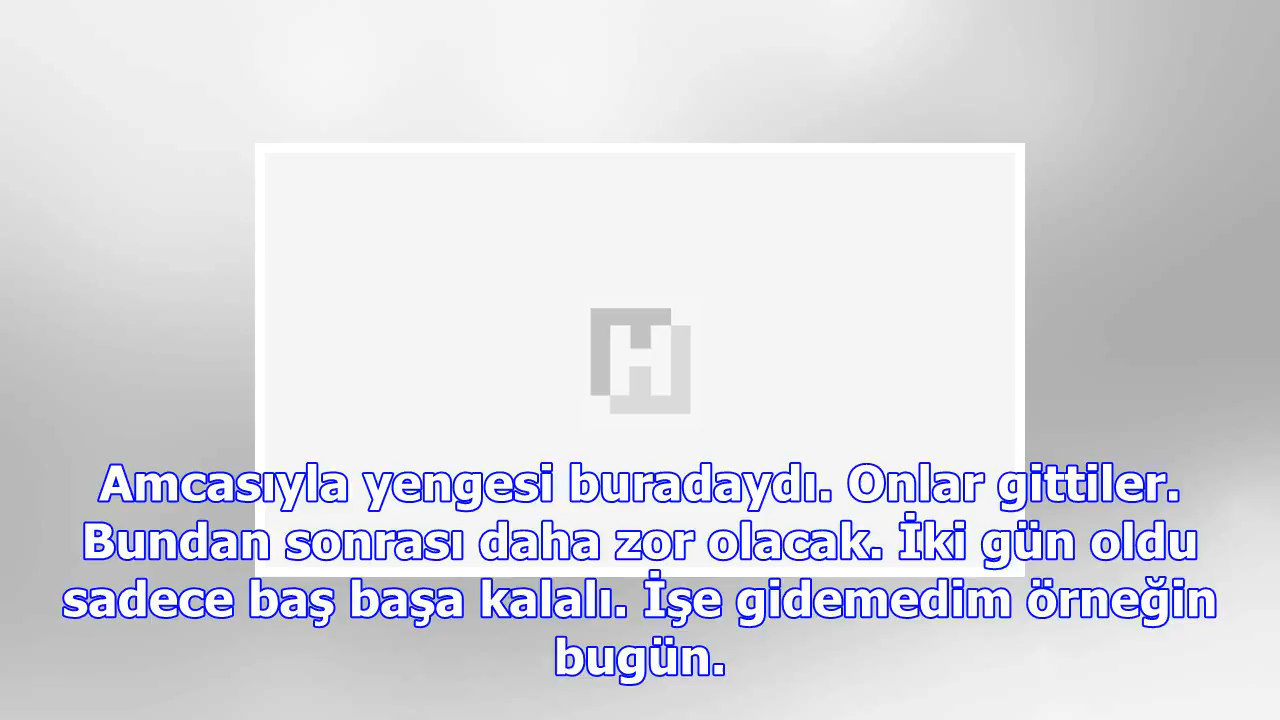 H
Amcasıyla yengesi buradaydı. Onlar gittiler.
Bundan sonrası daha zor olacak. İki gün oldu
sadece baş başa kalalı. İşe gidemedim örneğin
bugün.